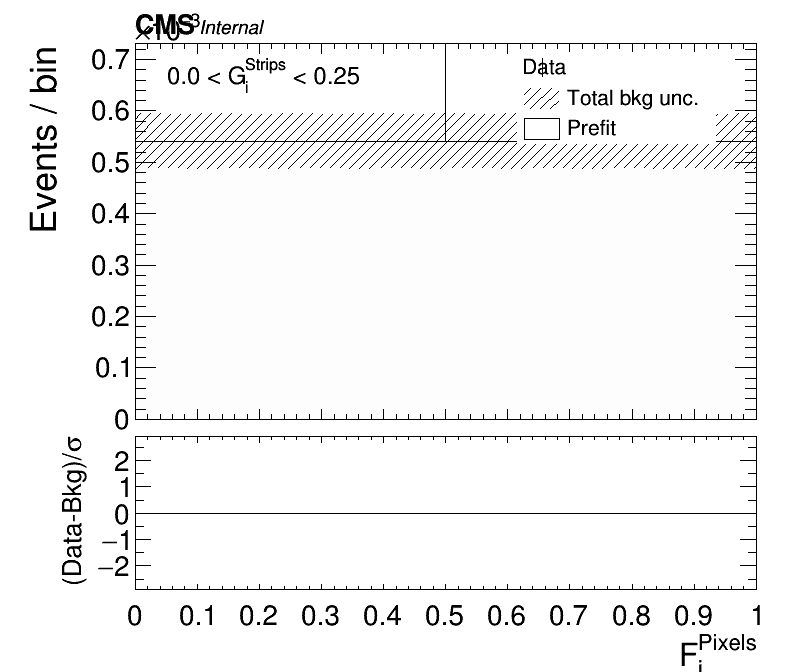 CMS Internal
×10⁻³
Events / bin
0.7
0.6
0.5
0.4
0.3
0.2
0.1
0
0.0 < G_i^Strips < 0.25
Data
Total bkg unc.
Prefit
(Data-Bkg)/σ
2
1
0
−1
−2
0 0.1 0.2 0.3 0.4 0.5 0.6 0.7 0.8 0.9 1
F_i^Pixels